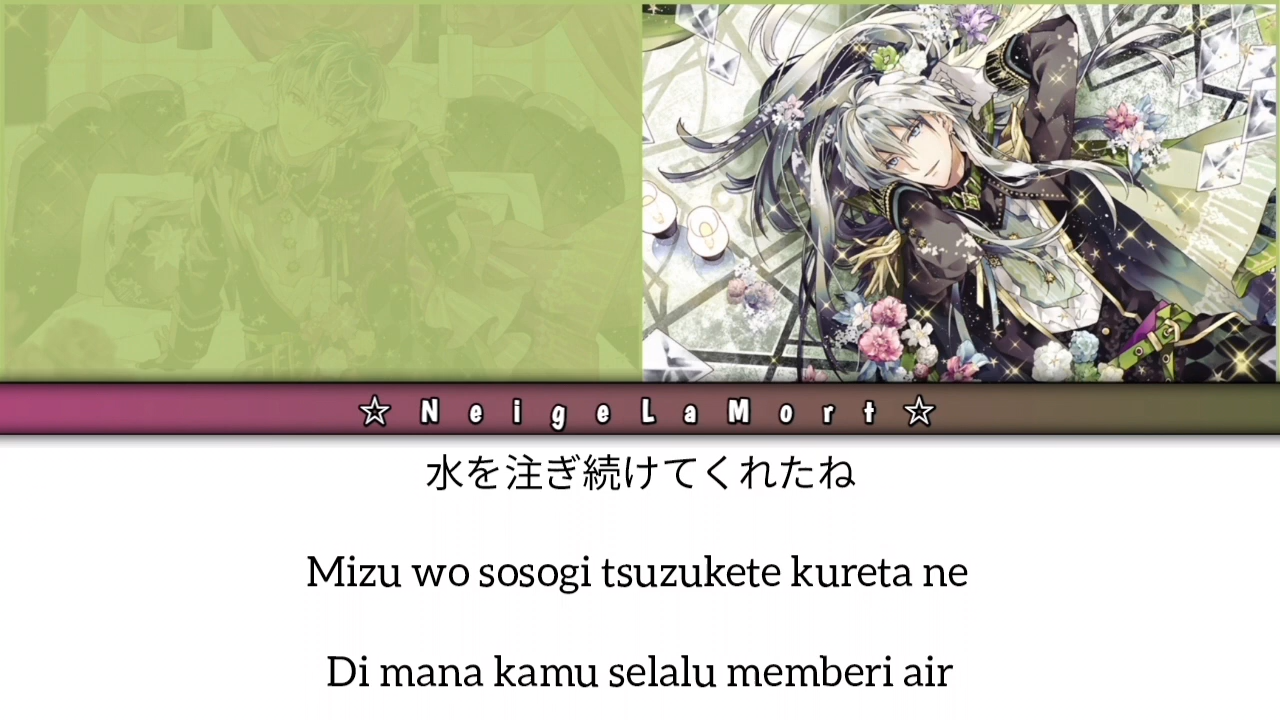 ☆ N e i g e L a M o r t ☆
水を注ぎ続けてくれたね
Mizu wo sosogi tsuzukete kureta ne
Di mana kamu selalu memberi air